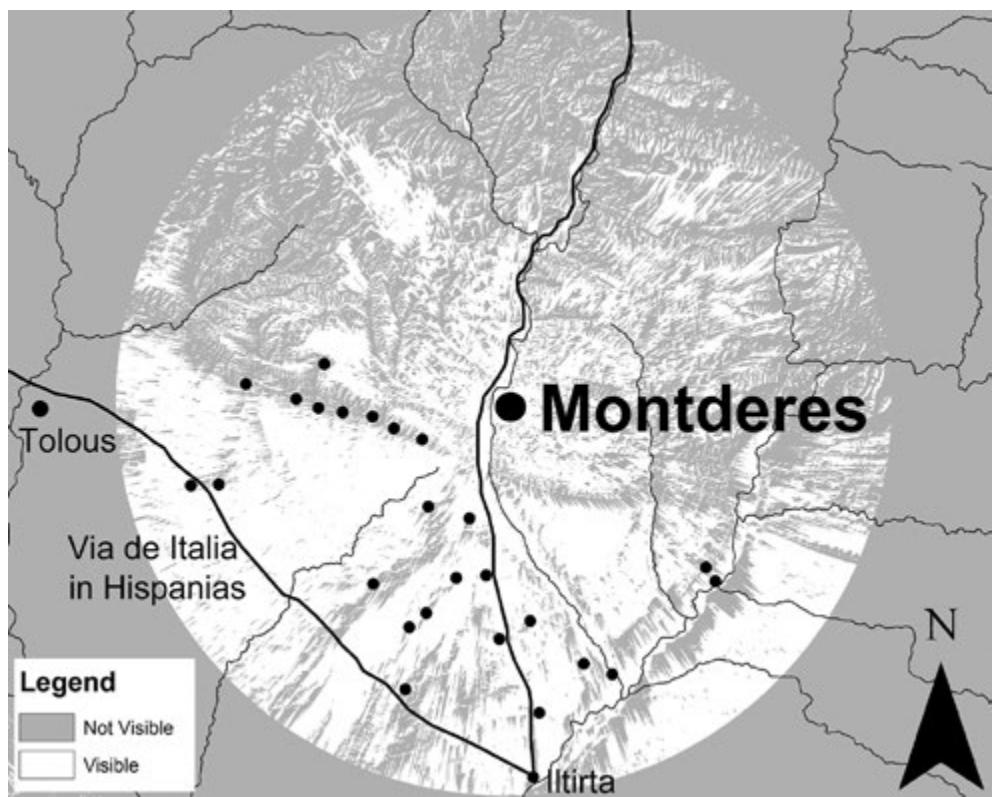 Montderes
Tolous
Via de Italia
in Hispanias
N
Legend
Not Visible
Visible
Iltirta